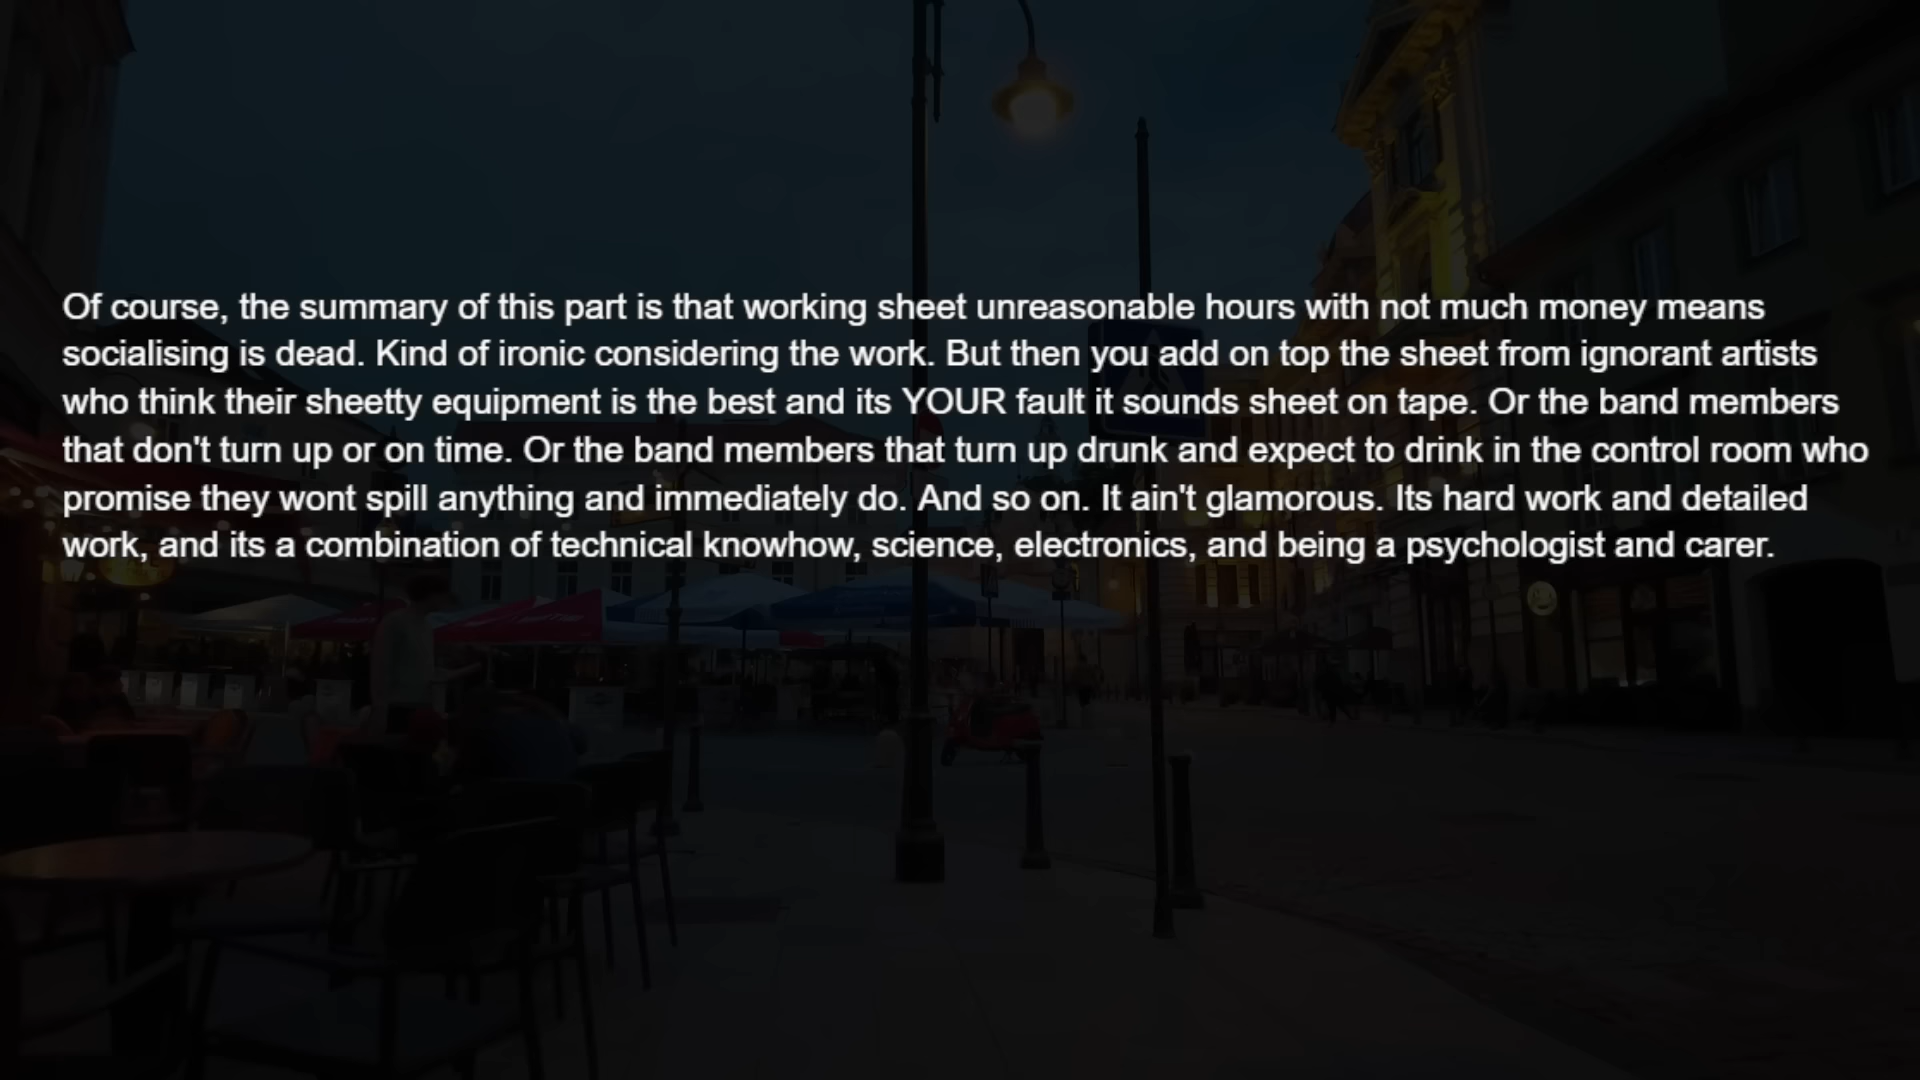 Of course, the summary of this part is that working sheet unreasonable hours with not much money means
socialising is dead. Kind of ironic considering the work. But then you add on top the sheet from ignorant artists
who think their sheetty equipment is the best and its YOUR fault it sounds sheet on tape. Or the band members
that don't turn up or on time. Or the band members that turn up drunk and expect to drink in the control room who
promise they wont spill anything and immediately do. And so on. It ain't glamorous. Its hard work and detailed
work, and its a combination of technical knowhow, science, electronics, and being a psychologist and carer.